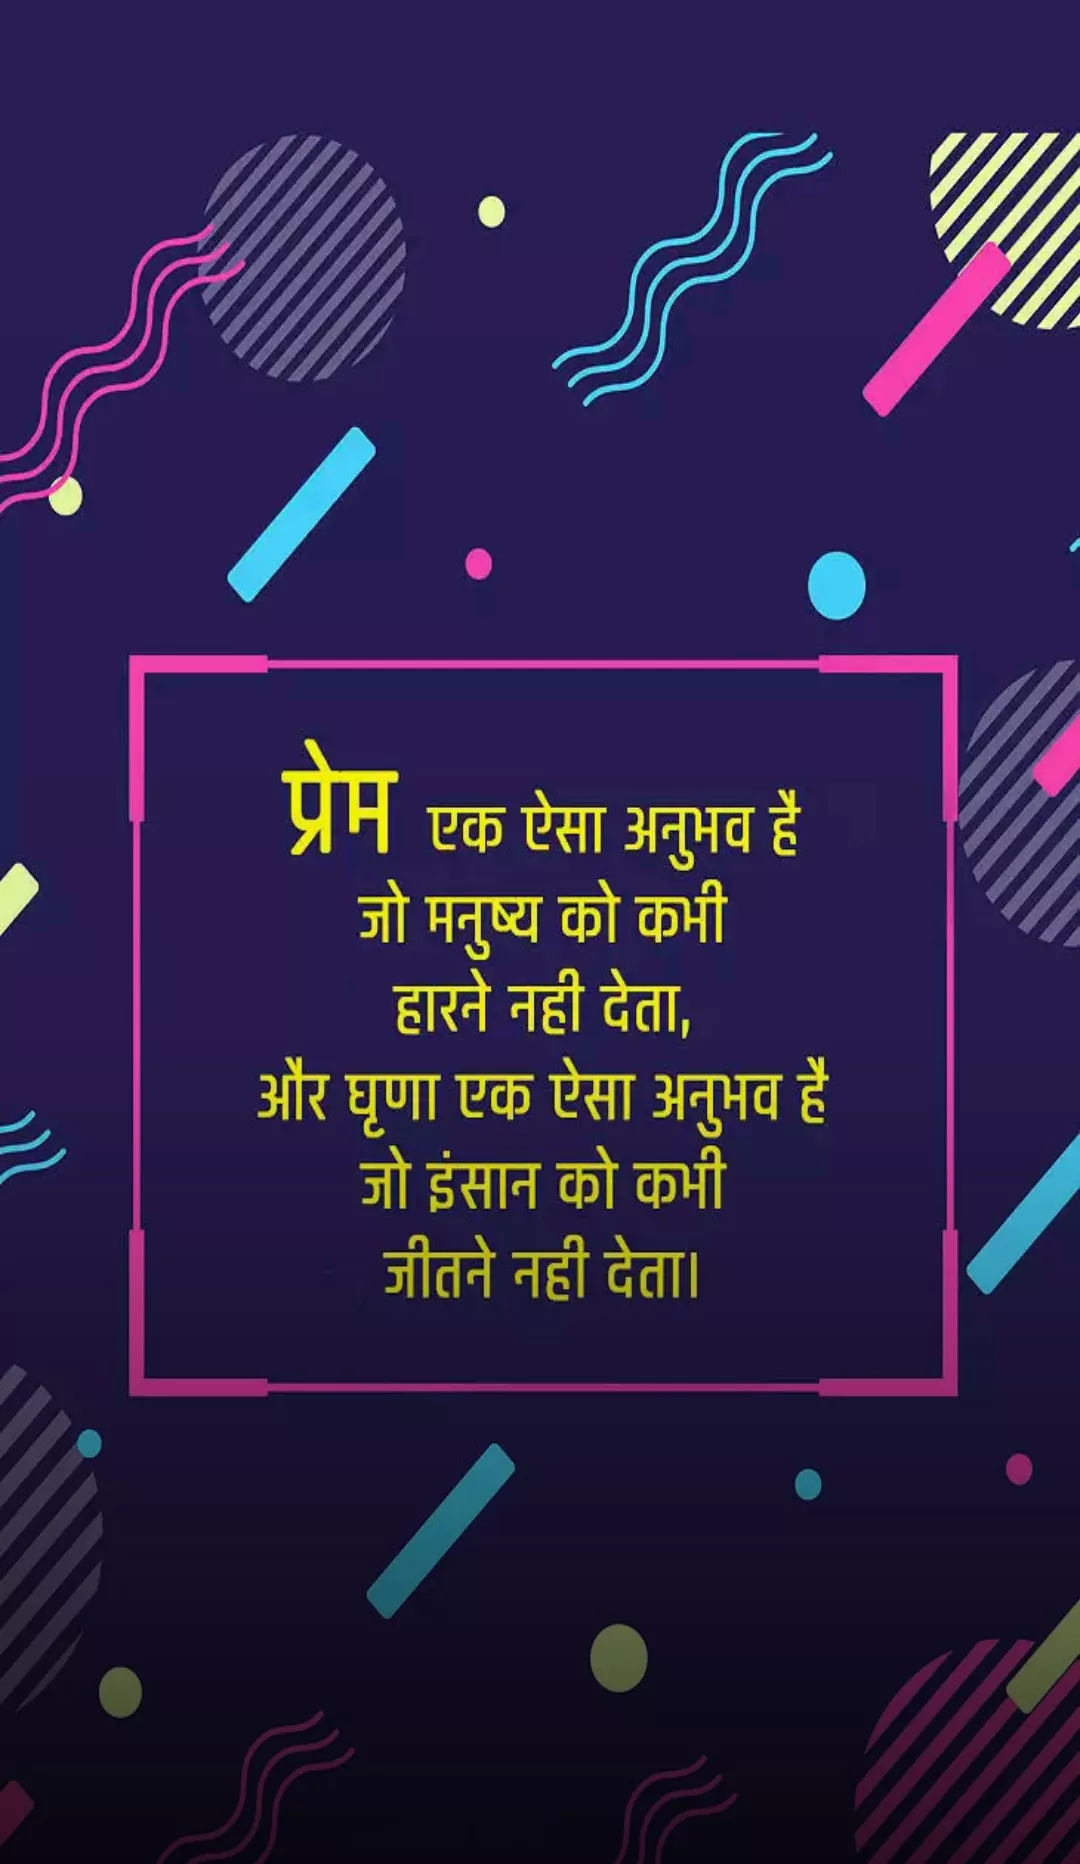 प्रेम एक ऐसा अनुभव है
जो मनुष्य को कभी
हारने नही देता,
और घृणा एक ऐसा अनुभव है
जो इंसान को कभी
जीतने नही देता।